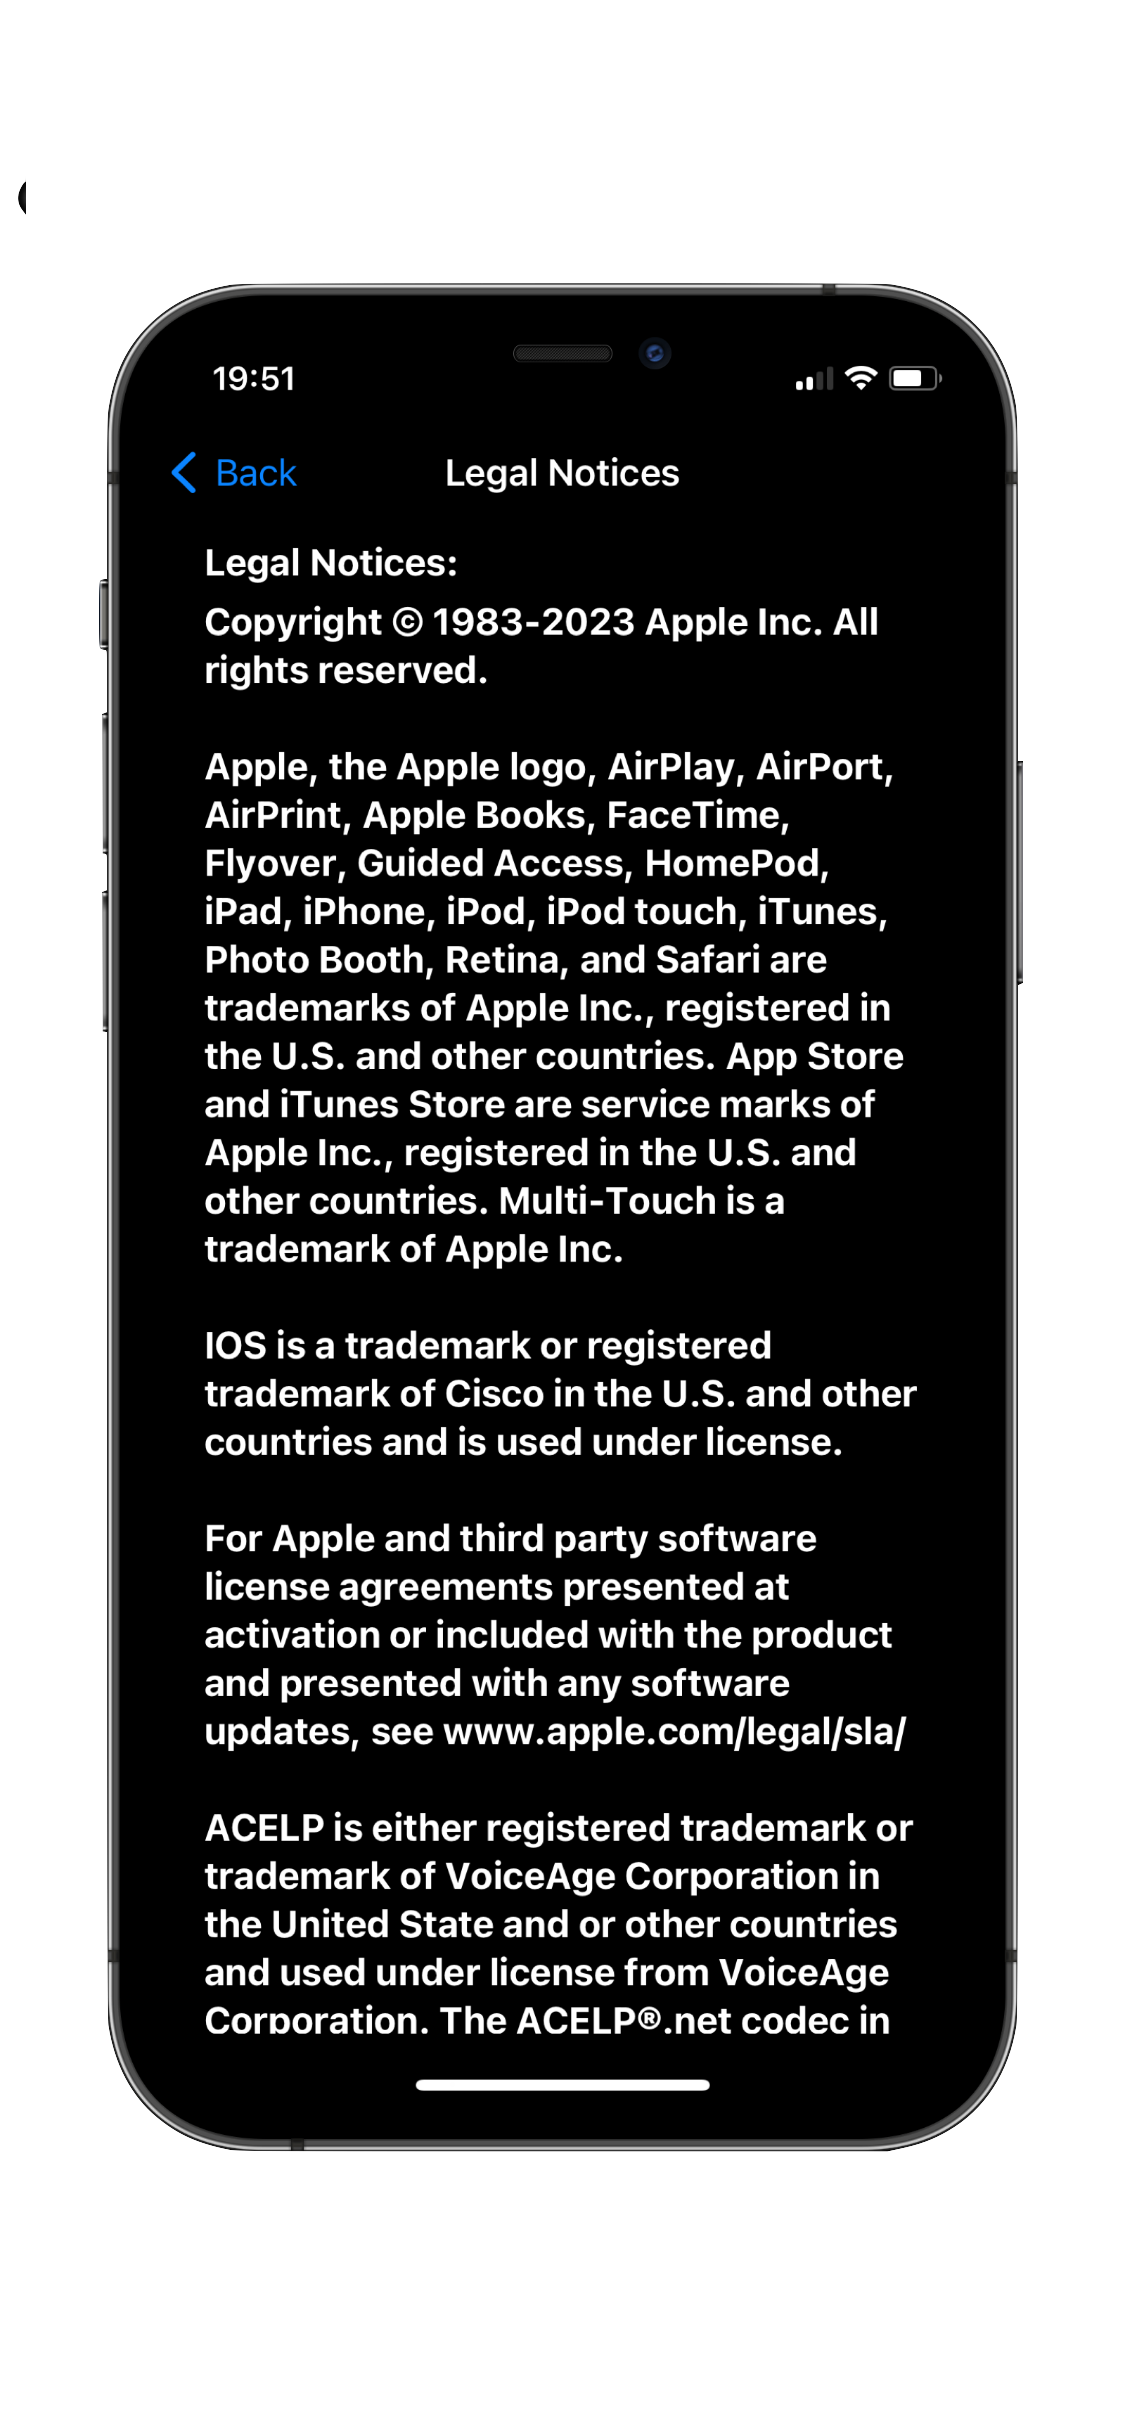 19:51
Back
Legal Notices
Legal Notices:
Copyright © 1983-2023 Apple Inc. All
rights reserved.
Apple, the Apple logo, AirPlay, AirPort,
AirPrint, Apple Books, FaceTime,
Flyover, Guided Access, HomePod,
iPad, iPhone, iPod, iPod touch, iTunes,
Photo Booth, Retina, and Safari are
trademarks of Apple Inc., registered in
the U.S. and other countries. App Store
and iTunes Store are service marks of
Apple Inc., registered in the U.S. and
other countries. Multi-Touch is a
trademark of Apple Inc.
IOS is a trademark or registered
trademark of Cisco in the U.S. and other
countries and is used under license.
For Apple and third party software
license agreements presented at
activation or included with the product
and presented with any software
updates, see www.apple.com/legal/sla/
ACELP is either registered trademark or
trademark of VoiceAge Corporation in
the United State and or other countries
and used under license from VoiceAge
Corporation. The ACELP®.net codec in